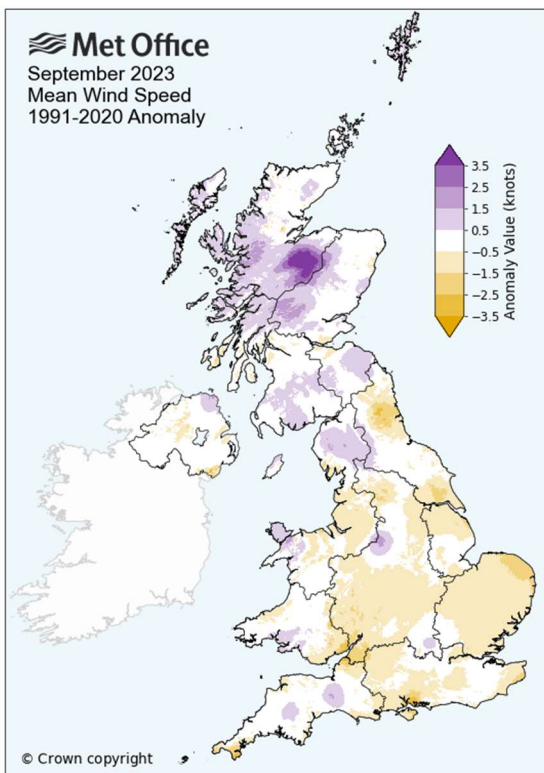 Met Office
September 2023
Mean Wind Speed
1991-2020 Anomaly
3.5
2.5
1.5
0.5
−0.5
−1.5
−2.5
−3.5
Anomaly Value (knots)
© Crown copyright